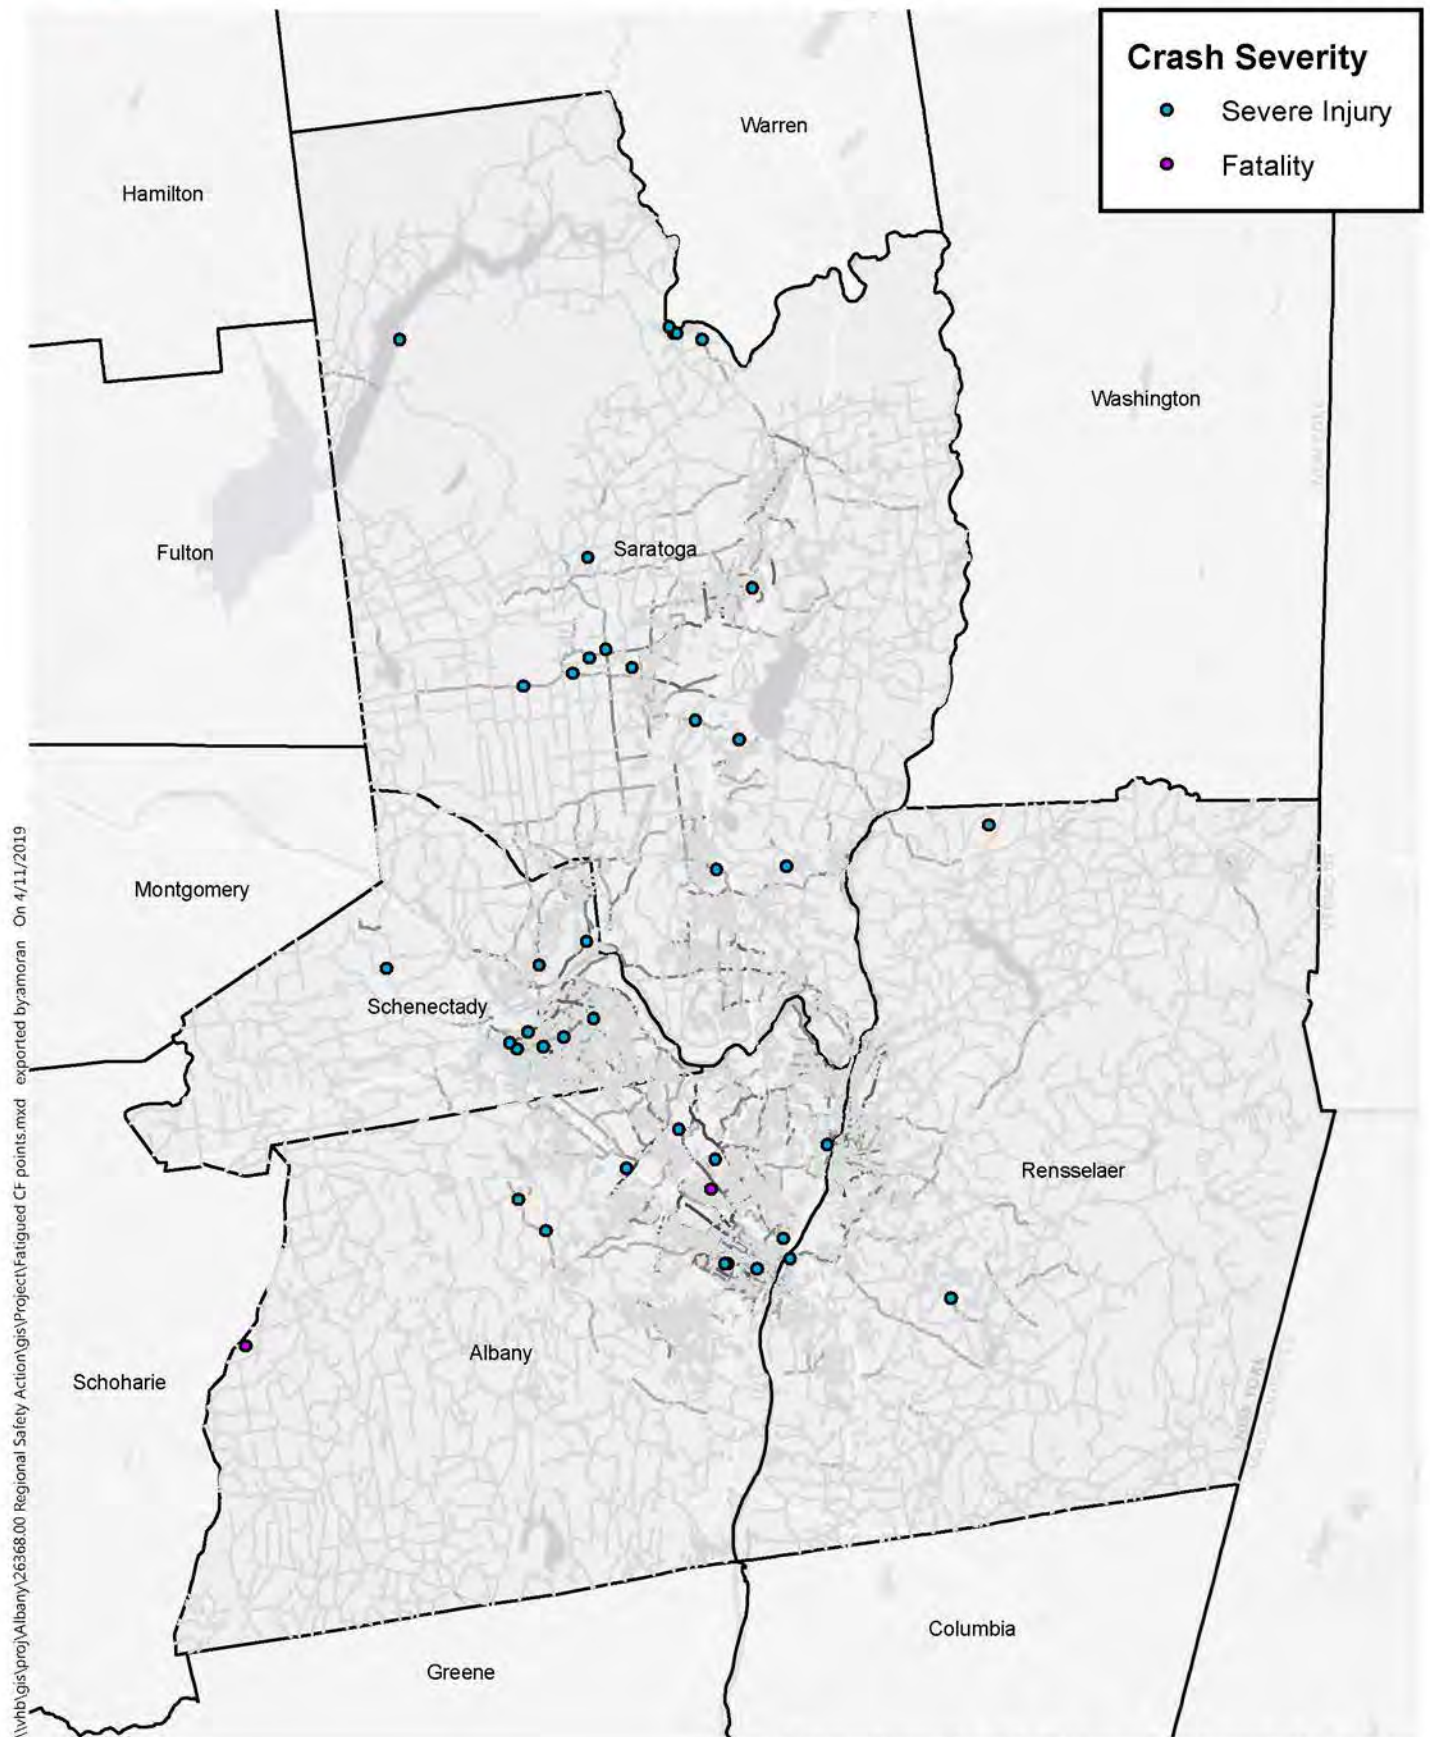 Crash Severity
Severe Injury
Fatality
Warren
Hamilton
Washington
Saratoga
Fulton
Montgomery
Schenectady
Rensselaer
Albany
Schoharie
Columbia
Greene
\\vhb\gis\proj\Albany\26368.00 Regional Safety Action\gis\Project\Fatigued CF points.mxd exported by:amoran On 4/11/2019